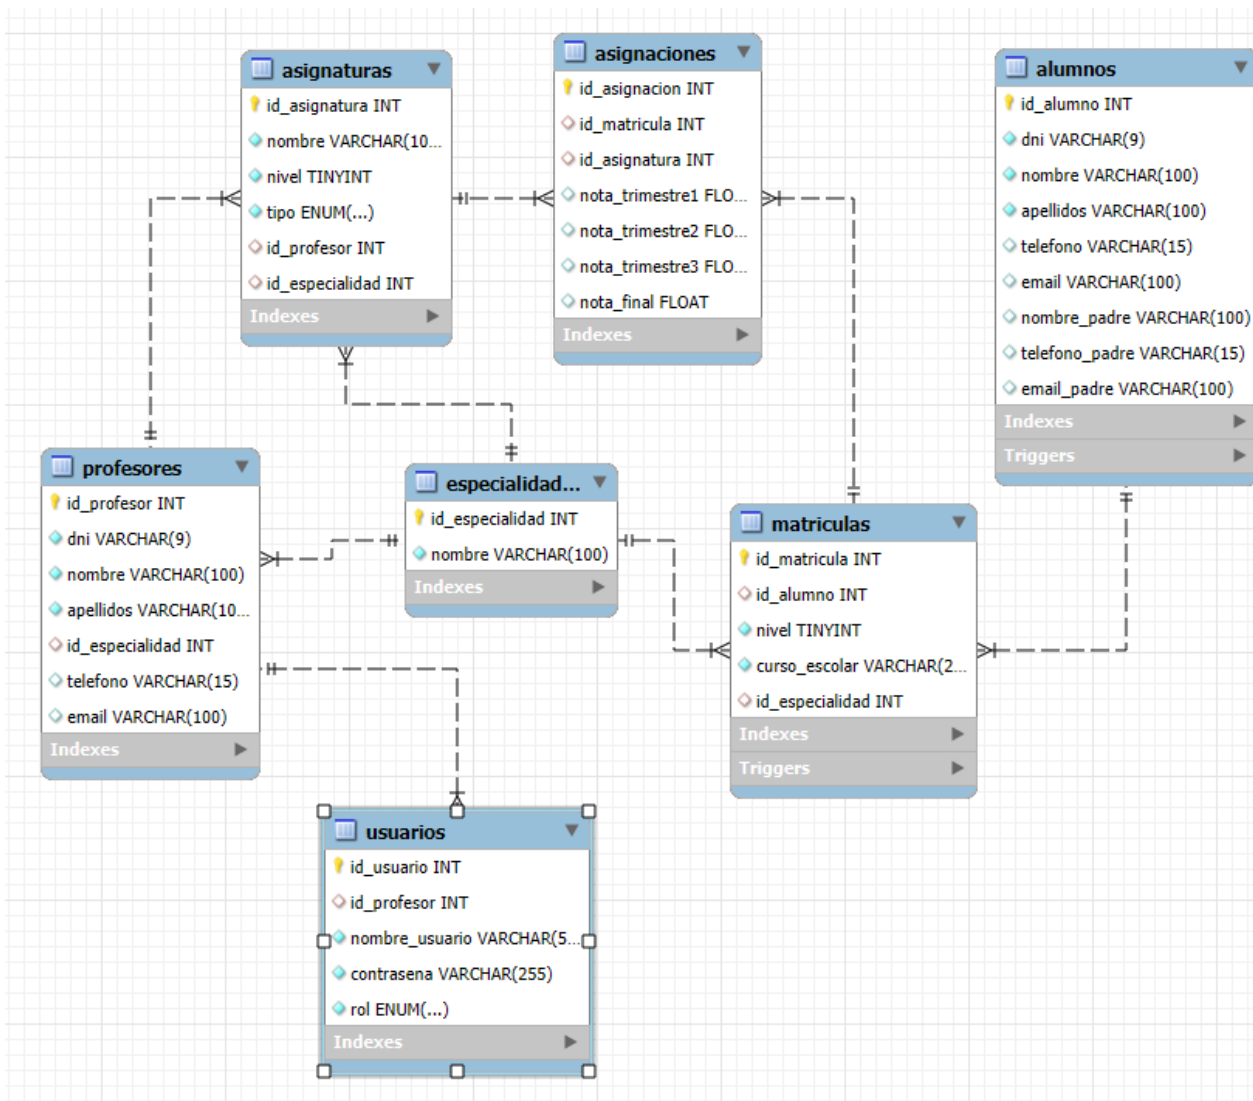 asignaturas
id_asignatura INT
nombre VARCHAR(10...
nivel TINYINT
tipo ENUM(...)
id_profesor INT
id_especialidad INT
Indexes
asignaciones
id_asignacion INT
id_matricula INT
id_asignatura INT
nota_trimestre1 FLO...
nota_trimestre2 FLO...
nota_trimestre3 FLO...
nota_final FLOAT
Indexes
alumnos
id_alumno INT
dni VARCHAR(9)
nombre VARCHAR(100)
apellidos VARCHAR(100)
telefono VARCHAR(15)
email VARCHAR(100)
nombre_padre VARCHAR(100)
telefono_padre VARCHAR(15)
email_padre VARCHAR(100)
Indexes
Triggers
profesores
id_profesor INT
dni VARCHAR(9)
nombre VARCHAR(100)
apellidos VARCHAR(10...
id_especialidad INT
telefono VARCHAR(15)
email VARCHAR(100)
Indexes
especialidad...
id_especialidad INT
nombre VARCHAR(100)
Indexes
matriculas
id_matricula INT
id_alumno INT
nivel TINYINT
curso_escolar VARCHAR(2...
id_especialidad INT
Indexes
Triggers
usuarios
id_usuario INT
id_profesor INT
nombre_usuario VARCHAR(5...
contrasena VARCHAR(255)
rol ENUM(...)
Indexes